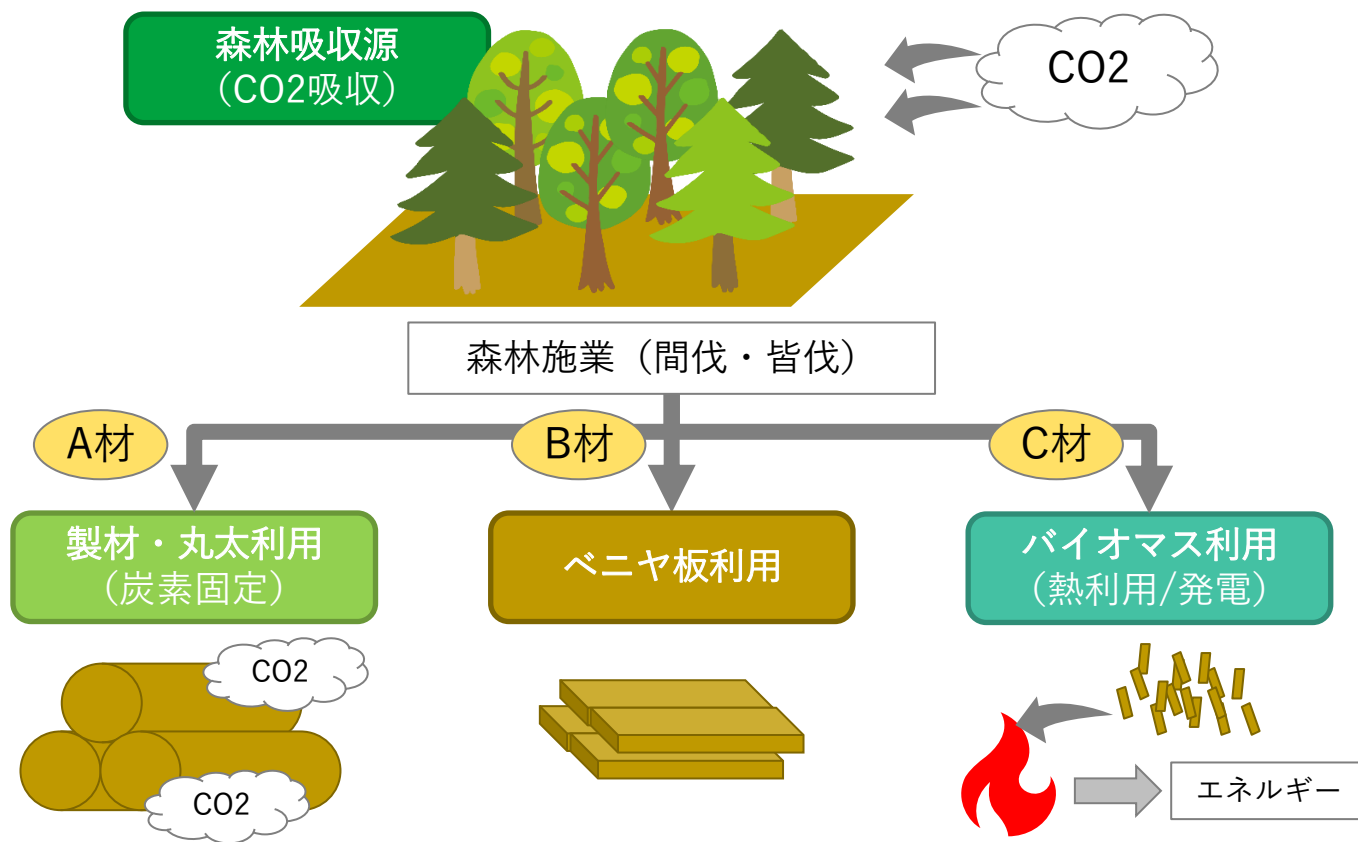 森林吸収源
（CO2吸収）
CO2
森林施業（間伐・皆伐）
A材
B材
C材
製材・丸太利用
（炭素固定）
ベニヤ板利用
バイオマス利用
（熱利用/発電）
CO2
CO2
エネルギー